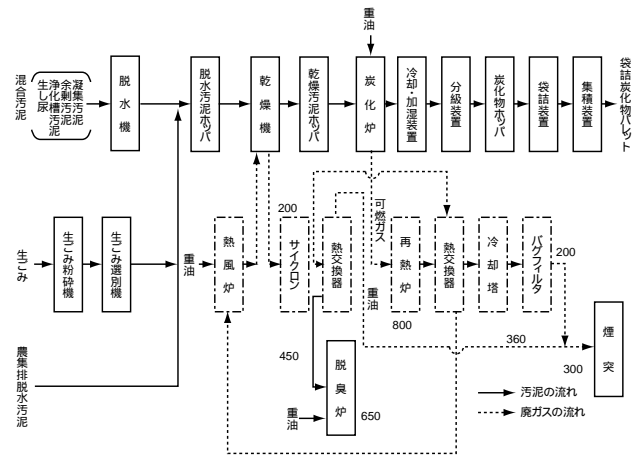 重油
混合汚泥
凝集汚泥
余剰汚泥
浄化槽汚泥
生し尿
脱水機
脱水汚泥ホッパ
乾燥機
乾燥汚泥ホッパ
炭化炉
冷却・加湿装置
分級装置
炭化物ホッパ
袋詰装置
集積装置
袋詰炭化物パレット
生ごみ
生ごみ粉砕機
生ごみ選別機
重油
熱風炉
200
サイクロン
熱交換器
可燃ガス
重油
再熱炉
800
熱交換器
冷却塔
バグフィルタ
200
農集排脱水汚泥
450
重油
脱臭炉
650
360
300
煙突
汚泥の流れ
廃ガスの流れ